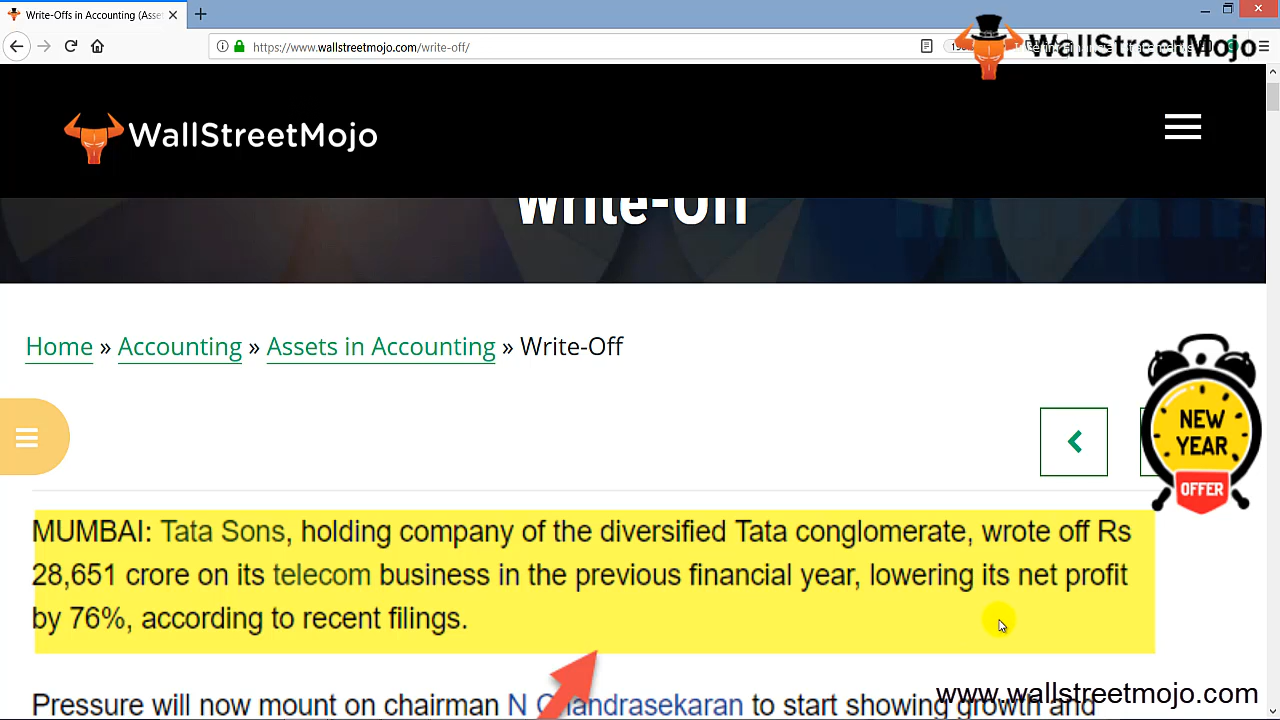 Write-Offs in Accounting (Asse
https://www.wallstreetmojo.com/write-off/
WallStreetMojo
WallStreetMojo
Write-Off
Home » Accounting » Assets in Accounting » Write-Off
NEW
YEAR
OFFER
MUMBAI: Tata Sons, holding company of the diversified Tata conglomerate, wrote off Rs
28,651 crore on its telecom business in the previous financial year, lowering its net profit
by 76%, according to recent filings.
Pressure will now mount on chairman N Chandrasekaran to start showing growth and
www.wallstreetmojo.com